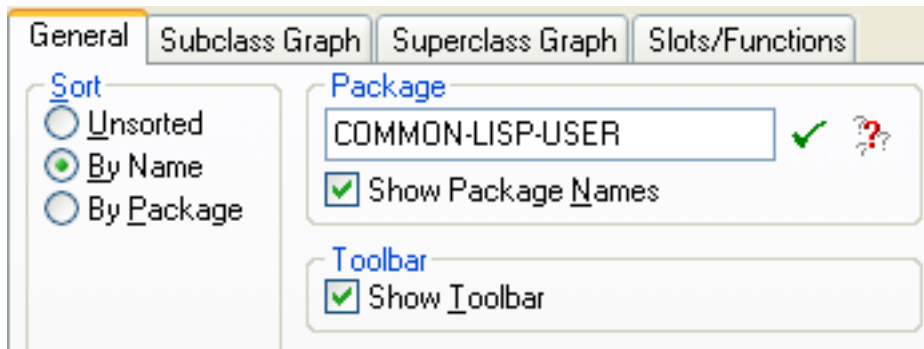 General Subclass Graph Superclass Graph Slots/Functions
Sort
Unsorted
By Name
By Package
Package
COMMON-LISP-USER
Show Package Names
Toolbar
Show Toolbar